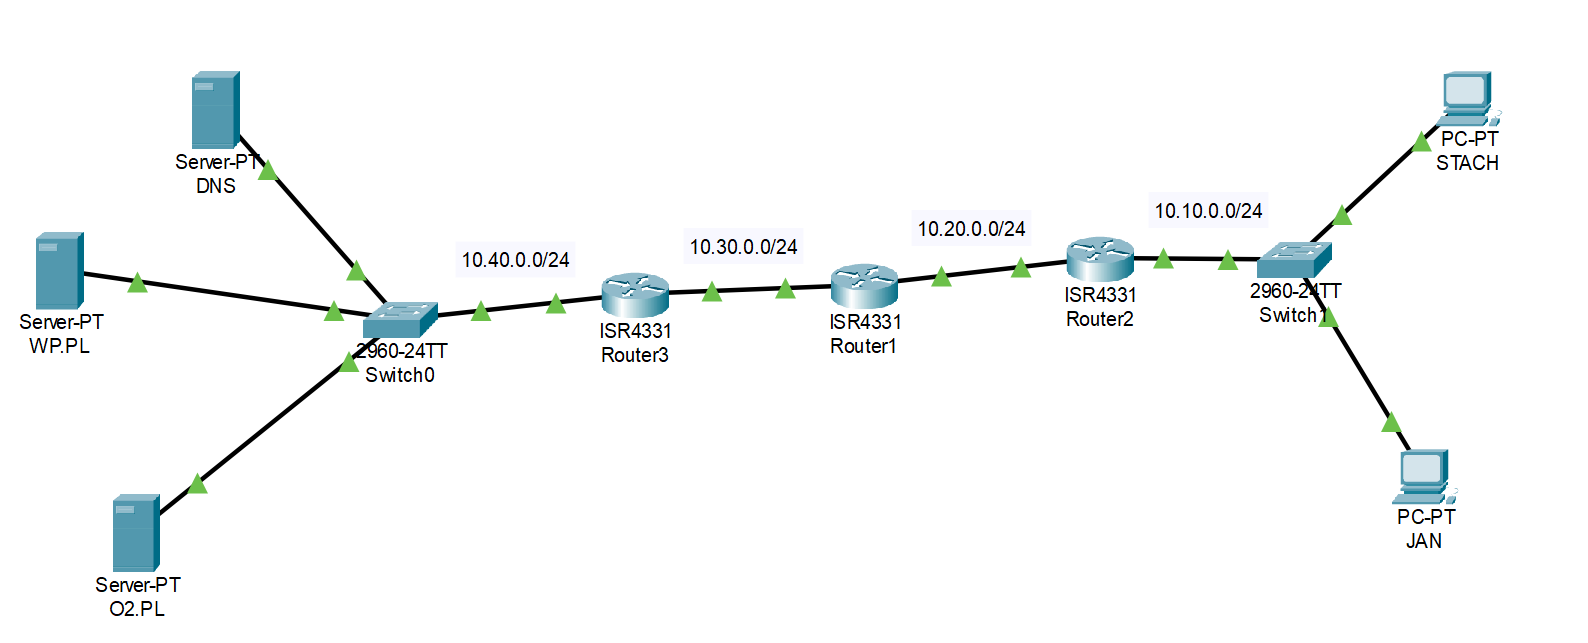 Server-PT
DNS
Server-PT
WP.PL
Server-PT
O2.PL
2960-24TT
Switch0
10.40.0.0/24
ISR4331
Router3
10.30.0.0/24
ISR4331
Router1
10.20.0.0/24
ISR4331
Router2
10.10.0.0/24
2960-24TT
Switch1
PC-PT
STACH
PC-PT
JAN